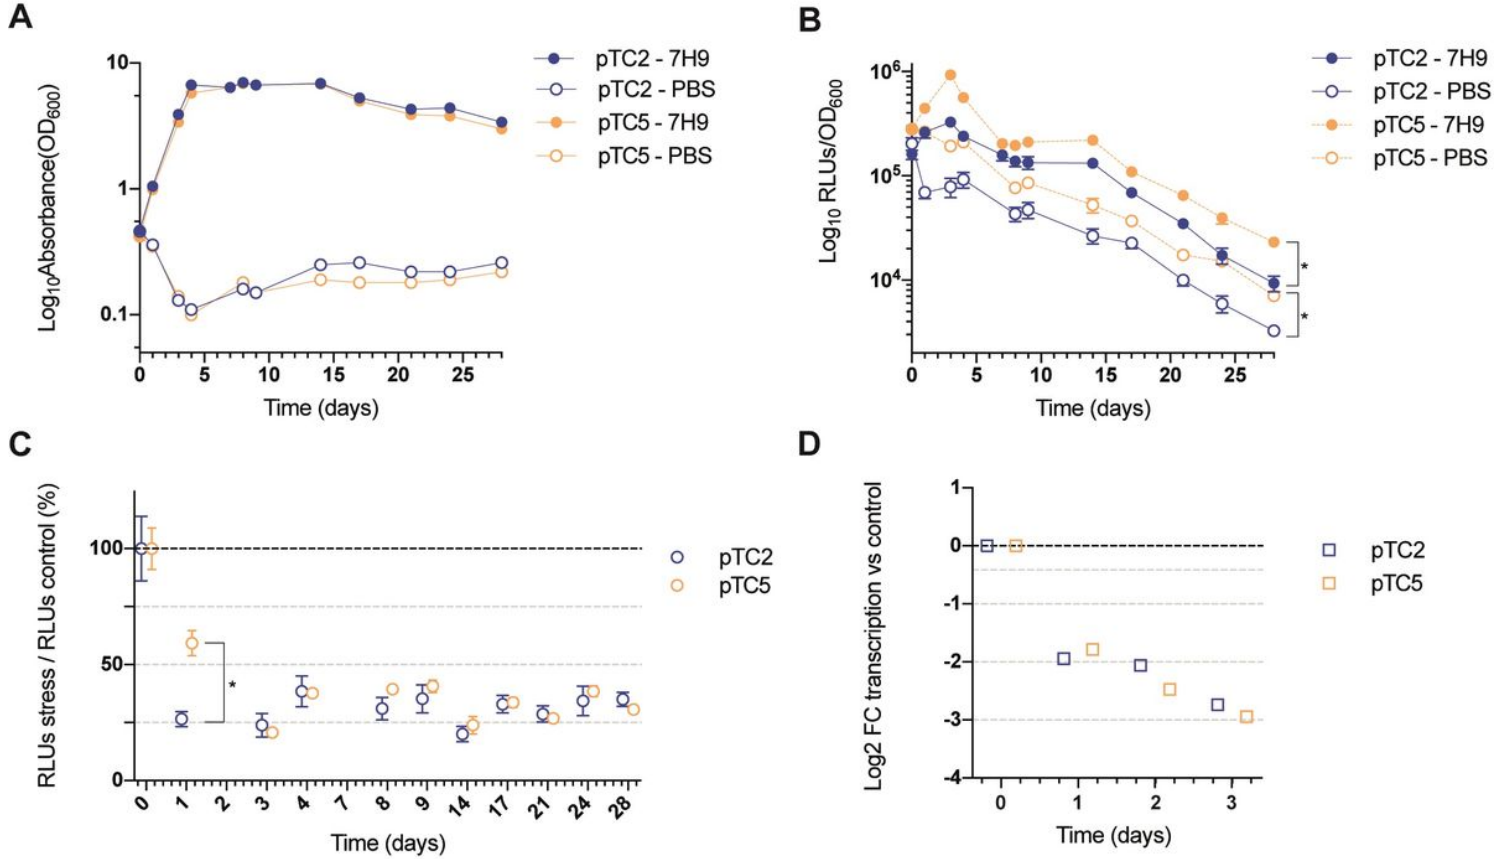 A
Log10Absorbance(OD600)
10
1
0.1
0 5 10 15 20 25
Time (days)
pTC2 - 7H9
pTC2 - PBS
pTC5 - 7H9
pTC5 - PBS
B
Log10 RLUs/OD600
10^6
10^5
10^4
0 5 10 15 20 25
Time (days)
*
*
pTC2 - 7H9
pTC2 - PBS
pTC5 - 7H9
pTC5 - PBS
C
RLUs stress / RLUs control (%)
100
50
0
*
0 1 2 3 4 7 8 9 14 17 21 24 28
Time (days)
pTC2
pTC5
D
Log2 FC transcription vs control
1
0
-1
-2
-3
-4
0 1 2 3
Time (days)
pTC2
pTC5